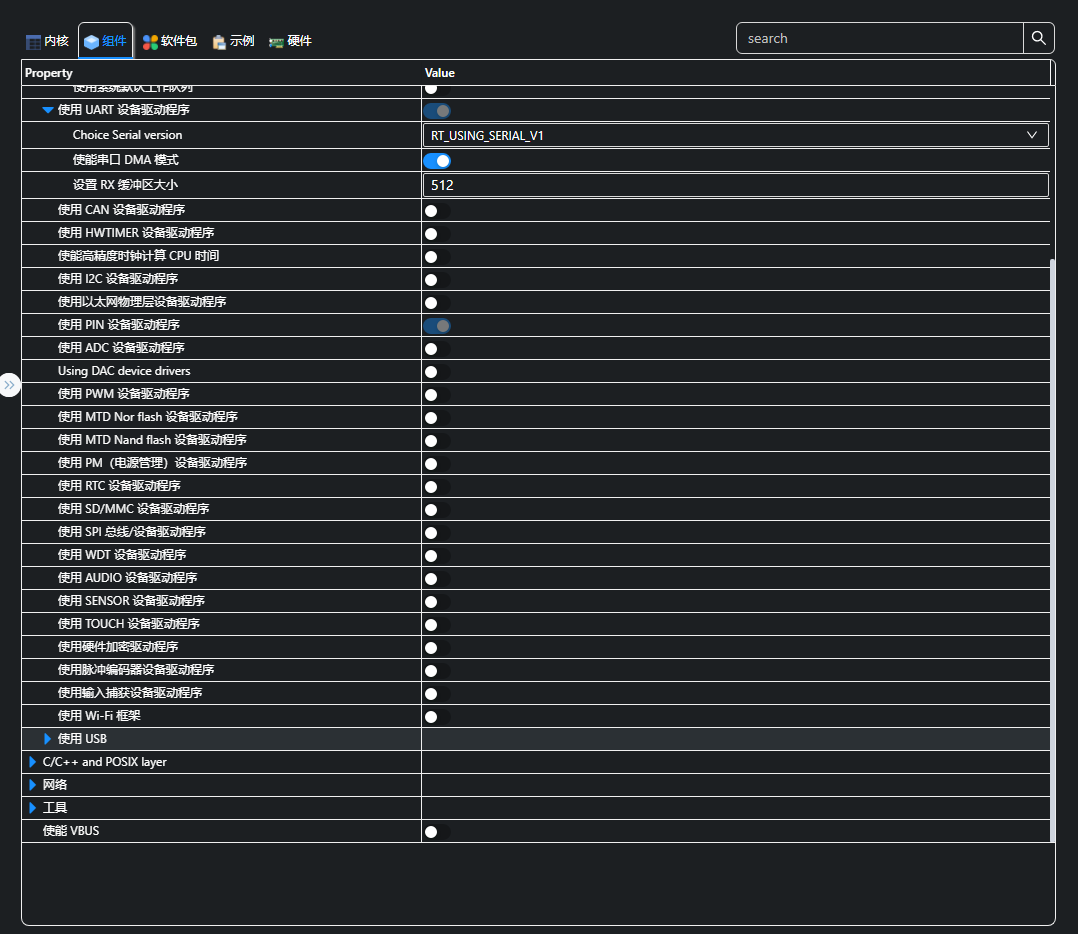 内核 组件 软件包 示例 硬件 search
Property Value
使用系统默认工作队列
使用 UART 设备驱动程序
Choice Serial version RT_USING_SERIAL_V1
使能串口 DMA 模式
设置 RX 缓冲区大小 512
使用 CAN 设备驱动程序
使用 HWTIMER 设备驱动程序
使能高精度时钟计算 CPU 时间
使用 I2C 设备驱动程序
使用以太网物理层设备驱动程序
使用 PIN 设备驱动程序
使用 ADC 设备驱动程序
Using DAC device drivers
使用 PWM 设备驱动程序
使用 MTD Nor flash 设备驱动程序
使用 MTD Nand flash 设备驱动程序
使用 PM（电源管理）设备驱动程序
使用 RTC 设备驱动程序
使用 SD/MMC 设备驱动程序
使用 SPI 总线/设备驱动程序
使用 WDT 设备驱动程序
使用 AUDIO 设备驱动程序
使用 SENSOR 设备驱动程序
使用 TOUCH 设备驱动程序
使用硬件加密驱动程序
使用脉冲编码器设备驱动程序
使用输入捕获设备驱动程序
使用 Wi-Fi 框架
使用 USB
C/C++ and POSIX layer
网络
工具
使能 VBUS